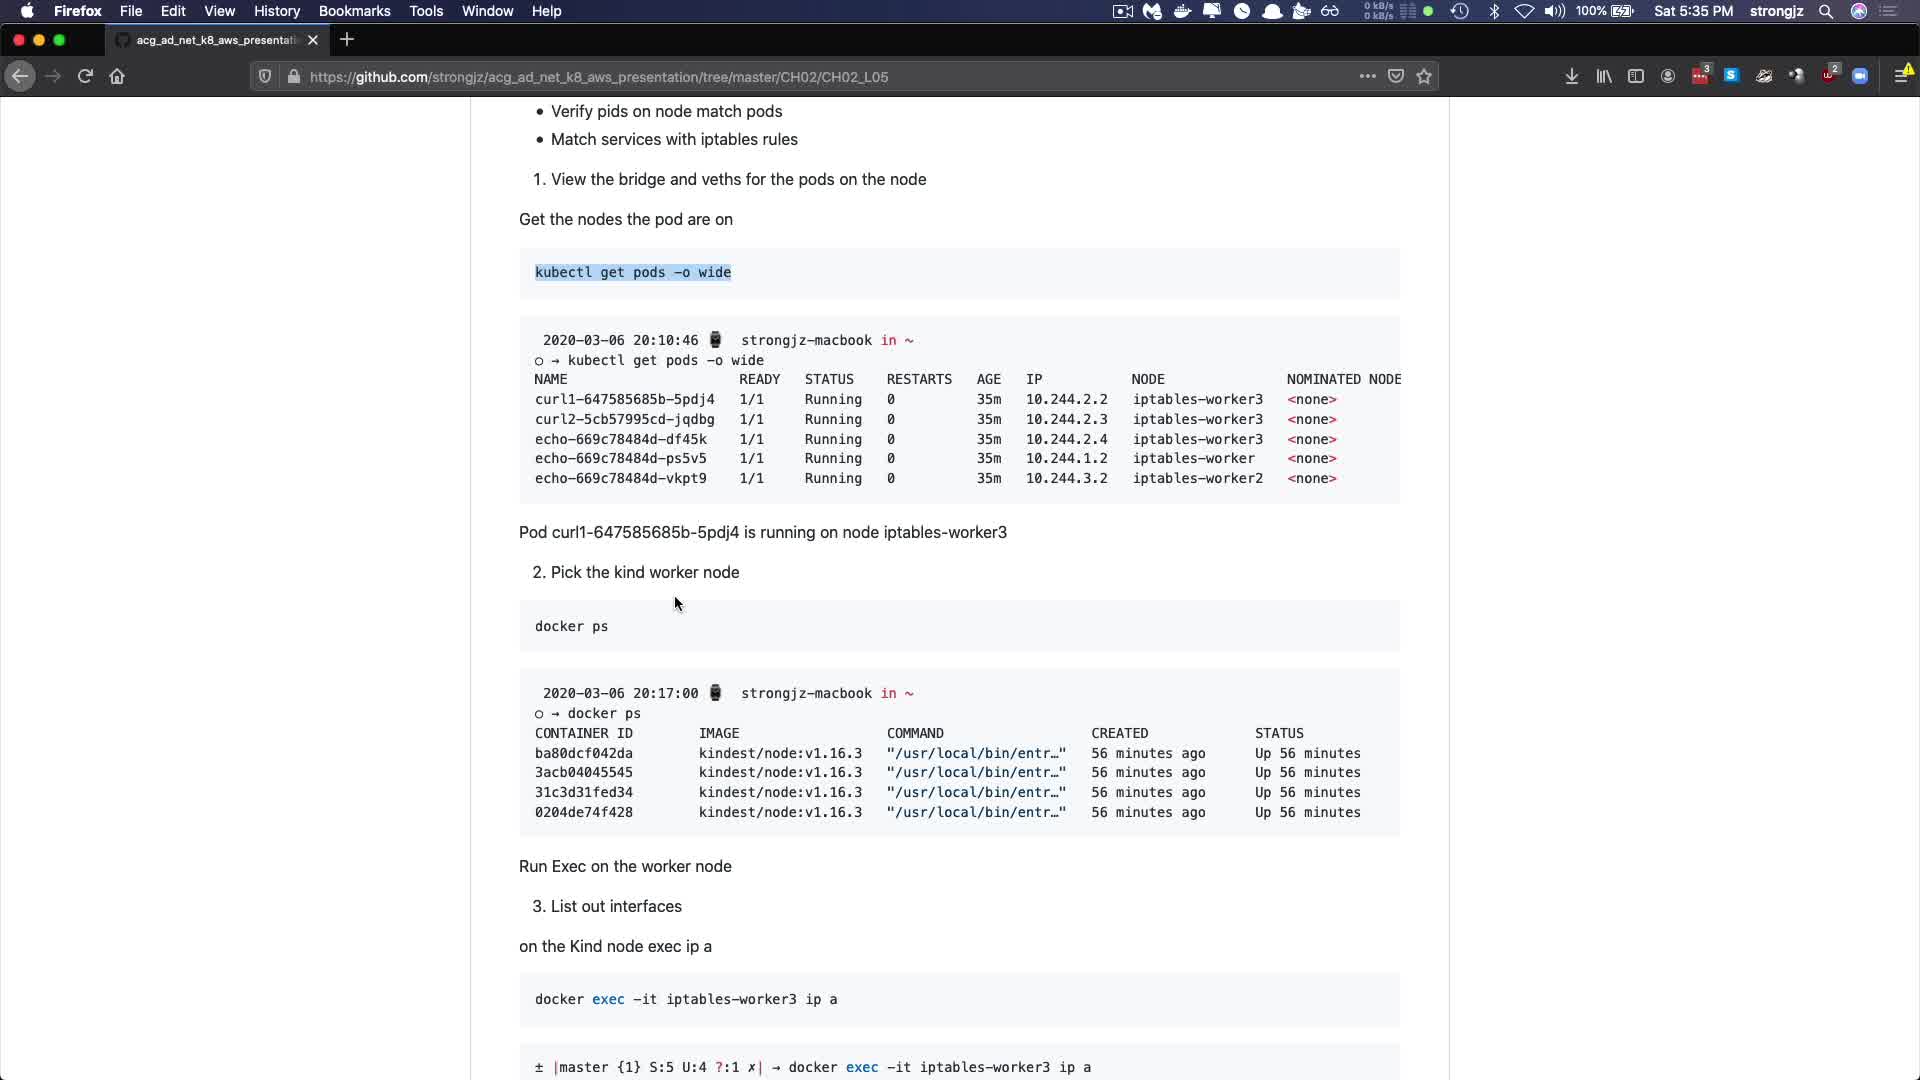 Firefox File Edit View History Bookmarks Tools Window Help 0 kB/s 0 kB/s 100% Sat 5:35 PM strongjz
acg_ad_net_k8_aws_presentati
https://github.com/strongjz/acg_ad_net_k8_aws_presentation/tree/master/CH02/CH02_L05 3 S 2
• Verify pids on node match pods
• Match services with iptables rules
1. View the bridge and veths for the pods on the node
Get the nodes the pod are on
kubectl get pods -o wide
2020-03-06 20:10:46 ⌚ strongjz-macbook in ~
○ → kubectl get pods -o wide
NAME READY STATUS RESTARTS AGE IP NODE NOMINATED NODE
curl1-647585685b-5pdj4 1/1 Running 0 35m 10.244.2.2 iptables-worker3 <none>
curl2-5cb57995cd-jqdbg 1/1 Running 0 35m 10.244.2.3 iptables-worker3 <none>
echo-669c78484d-df45k 1/1 Running 0 35m 10.244.2.4 iptables-worker3 <none>
echo-669c78484d-ps5v5 1/1 Running 0 35m 10.244.1.2 iptables-worker <none>
echo-669c78484d-vkpt9 1/1 Running 0 35m 10.244.3.2 iptables-worker2 <none>
Pod curl1-647585685b-5pdj4 is running on node iptables-worker3
2. Pick the kind worker node
docker ps
2020-03-06 20:17:00 ⌚ strongjz-macbook in ~
○ → docker ps
CONTAINER ID IMAGE COMMAND CREATED STATUS
ba80dcf042da kindest/node:v1.16.3 "/usr/local/bin/entr…" 56 minutes ago Up 56 minutes
3acb04045545 kindest/node:v1.16.3 "/usr/local/bin/entr…" 56 minutes ago Up 56 minutes
31c3d31fed34 kindest/node:v1.16.3 "/usr/local/bin/entr…" 56 minutes ago Up 56 minutes
0204de74f428 kindest/node:v1.16.3 "/usr/local/bin/entr…" 56 minutes ago Up 56 minutes
Run Exec on the worker node
3. List out interfaces
on the Kind node exec ip a
docker exec -it iptables-worker3 ip a
± |master {1} S:5 U:4 ?:1 ✗| → docker exec -it iptables-worker3 ip a